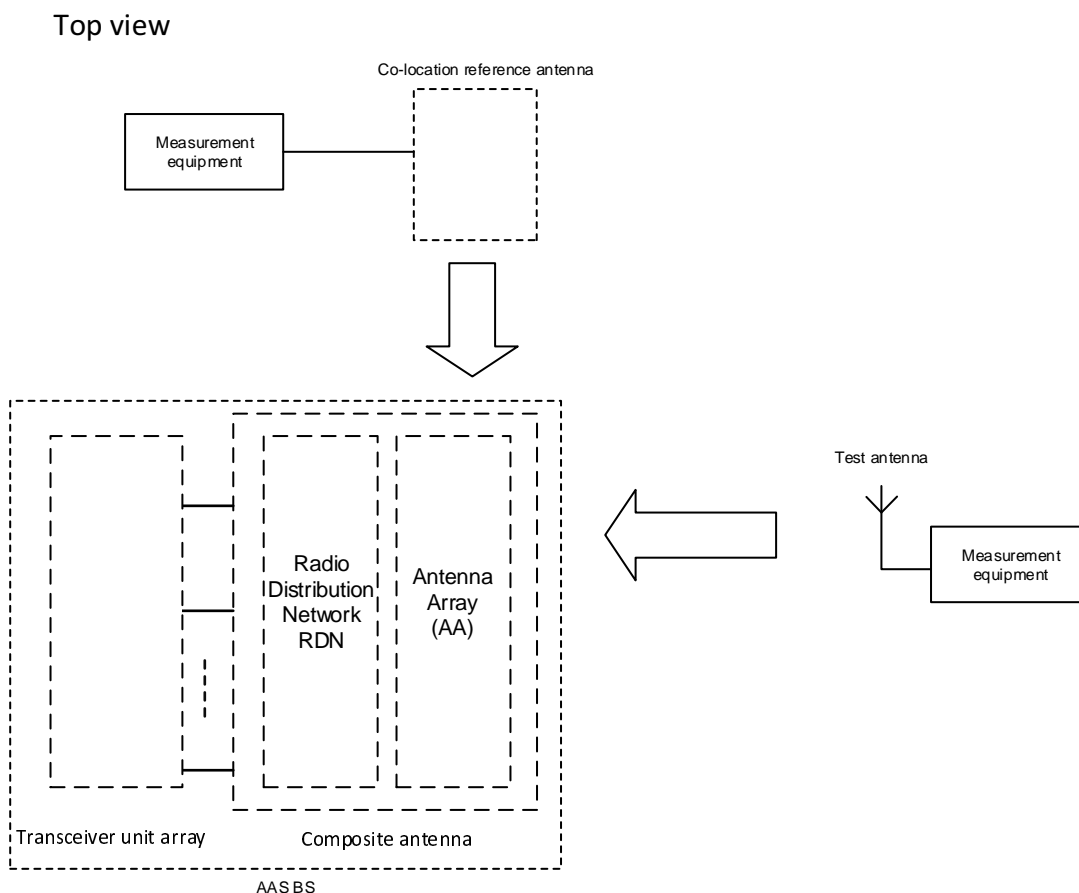 Top view
Co-location reference antenna
Measurement
equipment
Test antenna
Measurement
equipment
Radio
Distribution
Network
RDN
Antenna
Array
(AA)
Transceiver unit array
Composite antenna
AAS BS